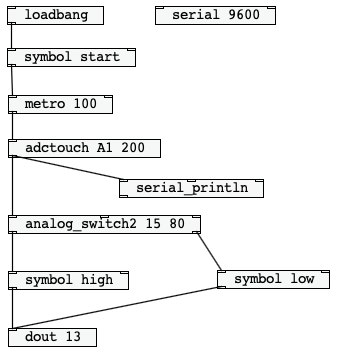 loadbang
serial 9600
symbol start
metro 100
adctouch A1 200
serial_println
analog_switch2 15 80
symbol high
symbol low
dout 13